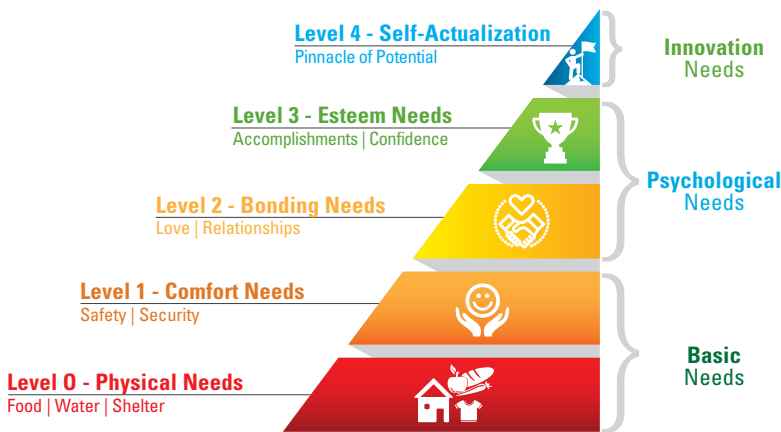 Level 4 - Self-Actualization
Pinnacle of Potential
Innovation
Needs
Level 3 - Esteem Needs
Accomplishments | Confidence
Psychological
Needs
Level 2 - Bonding Needs
Love | Relationships
Level 1 - Comfort Needs
Safety | Security
Basic
Needs
Level O - Physical Needs
Food | Water | Shelter